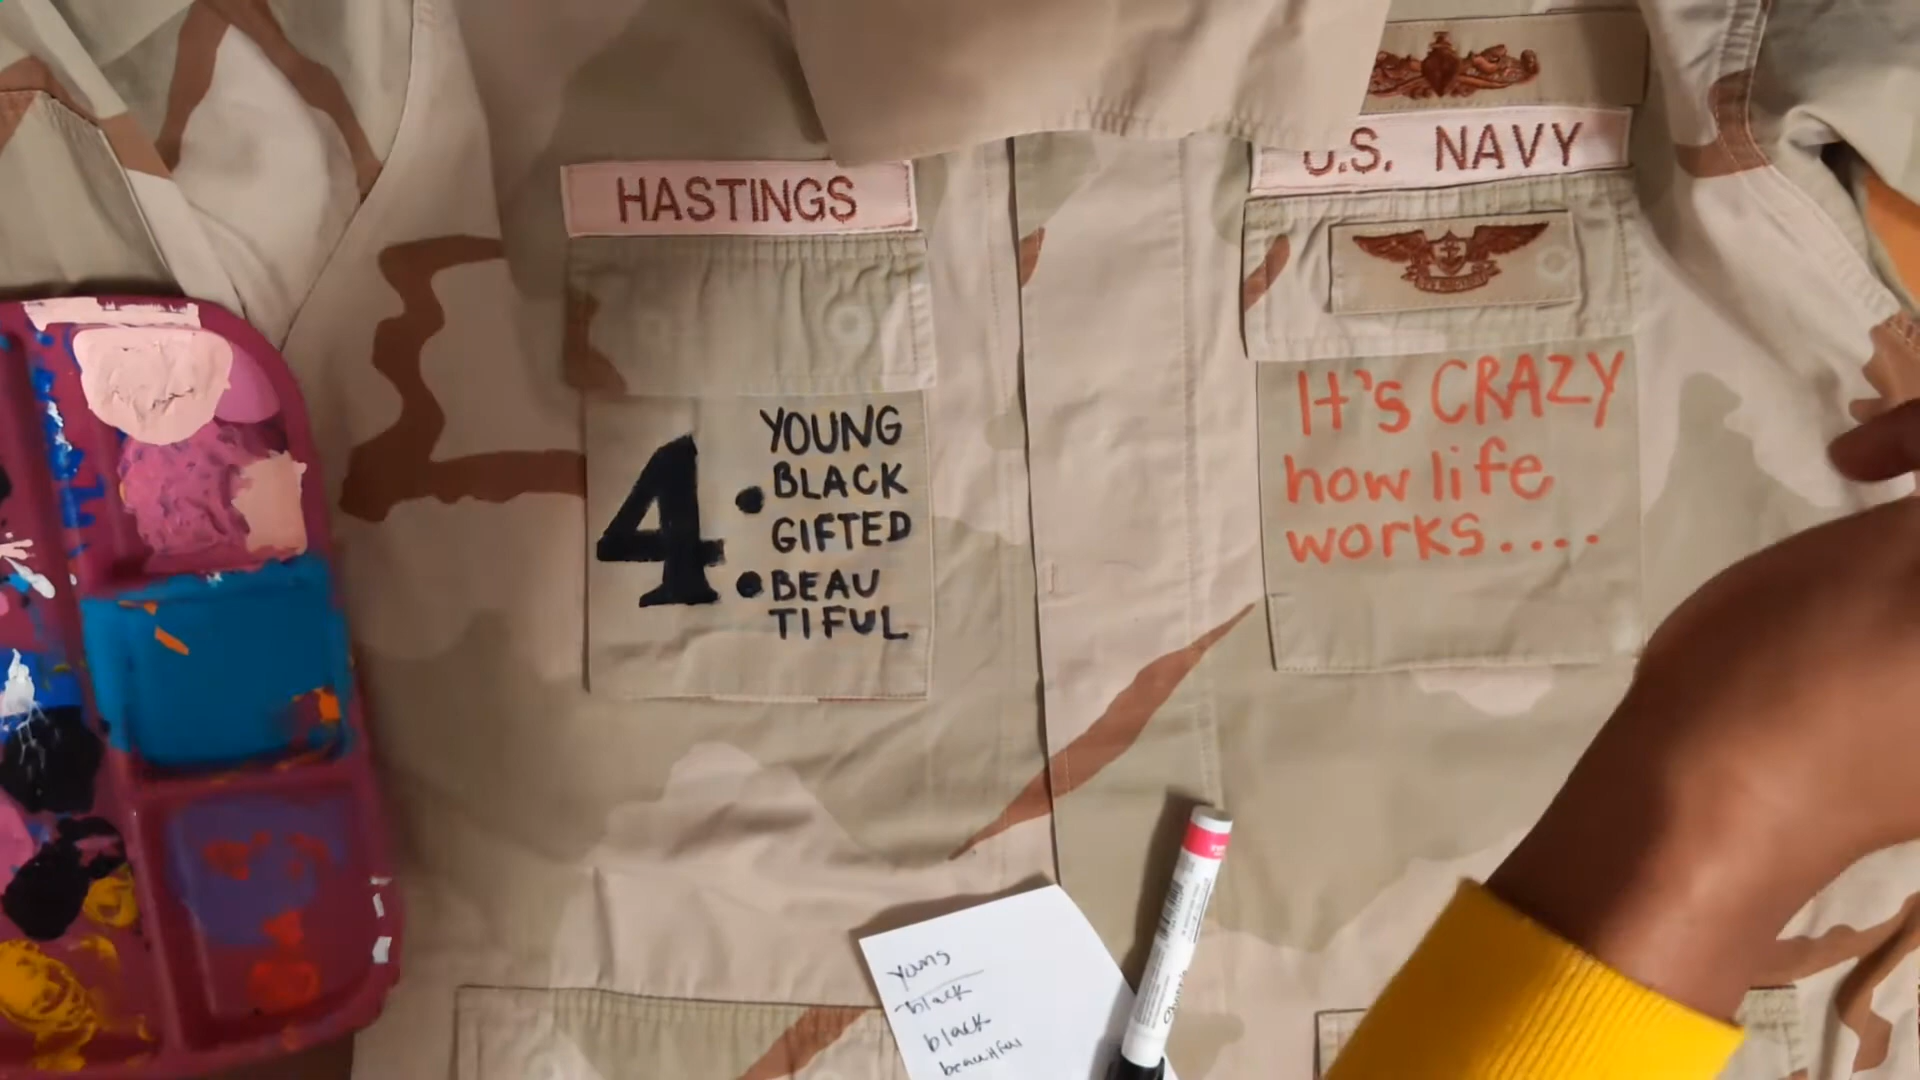 U.S. NAVY
HASTINGS
4
YOUNG
BLACK
GIFTED
BEAU
TIFUL
It's CRAZY
how life
works....
young
black
black
beautiful